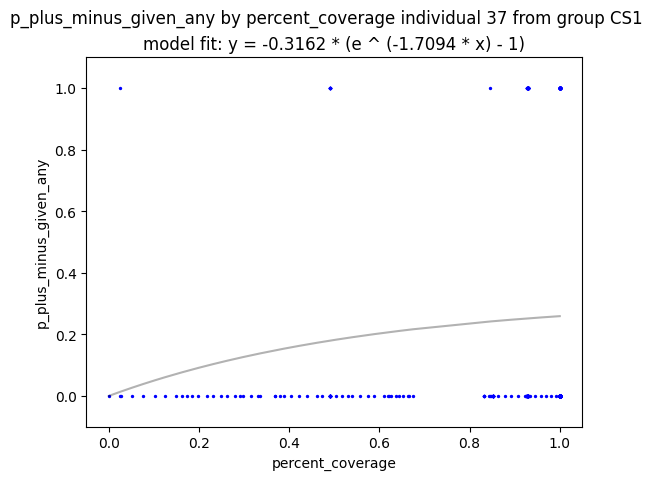 p_plus_minus_given_any by percent_coverage individual 37 from group CS1
model fit: y = -0.3162 * (e ^ (-1.7094 * x) - 1)
1.0
0.8
0.6
0.4
0.2
0.0
p_plus_minus_given_any
0.0 0.2 0.4 0.6 0.8 1.0
percent_coverage